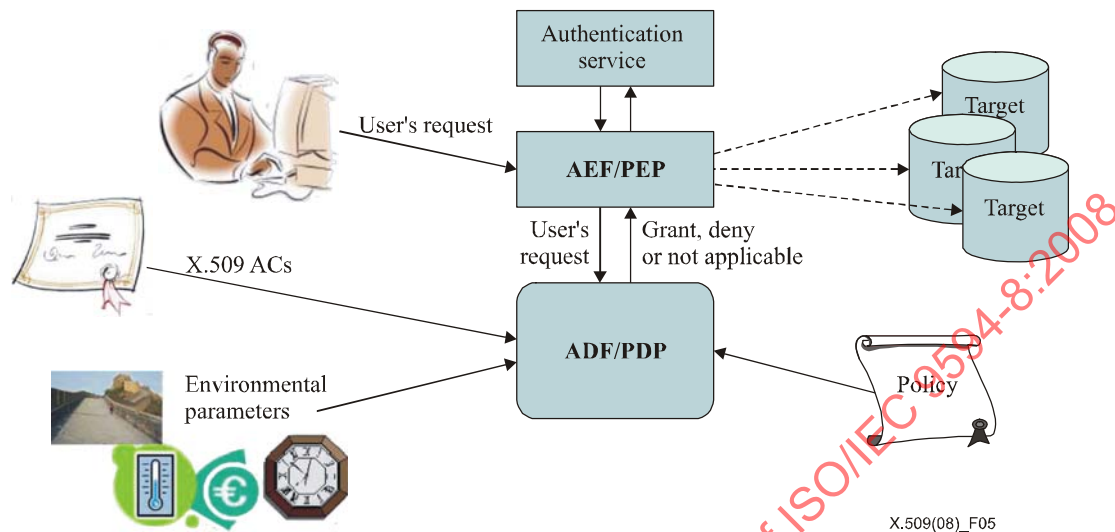 Authentication
service
User's request
AEF/PEP
Target
Target
User's
request
Grant, deny
or not applicable
X.509 ACs
ADF/PDP
Environmental
parameters
Policy
€
f ISO/IEC 9594-8:2008
X.509(08)_F05